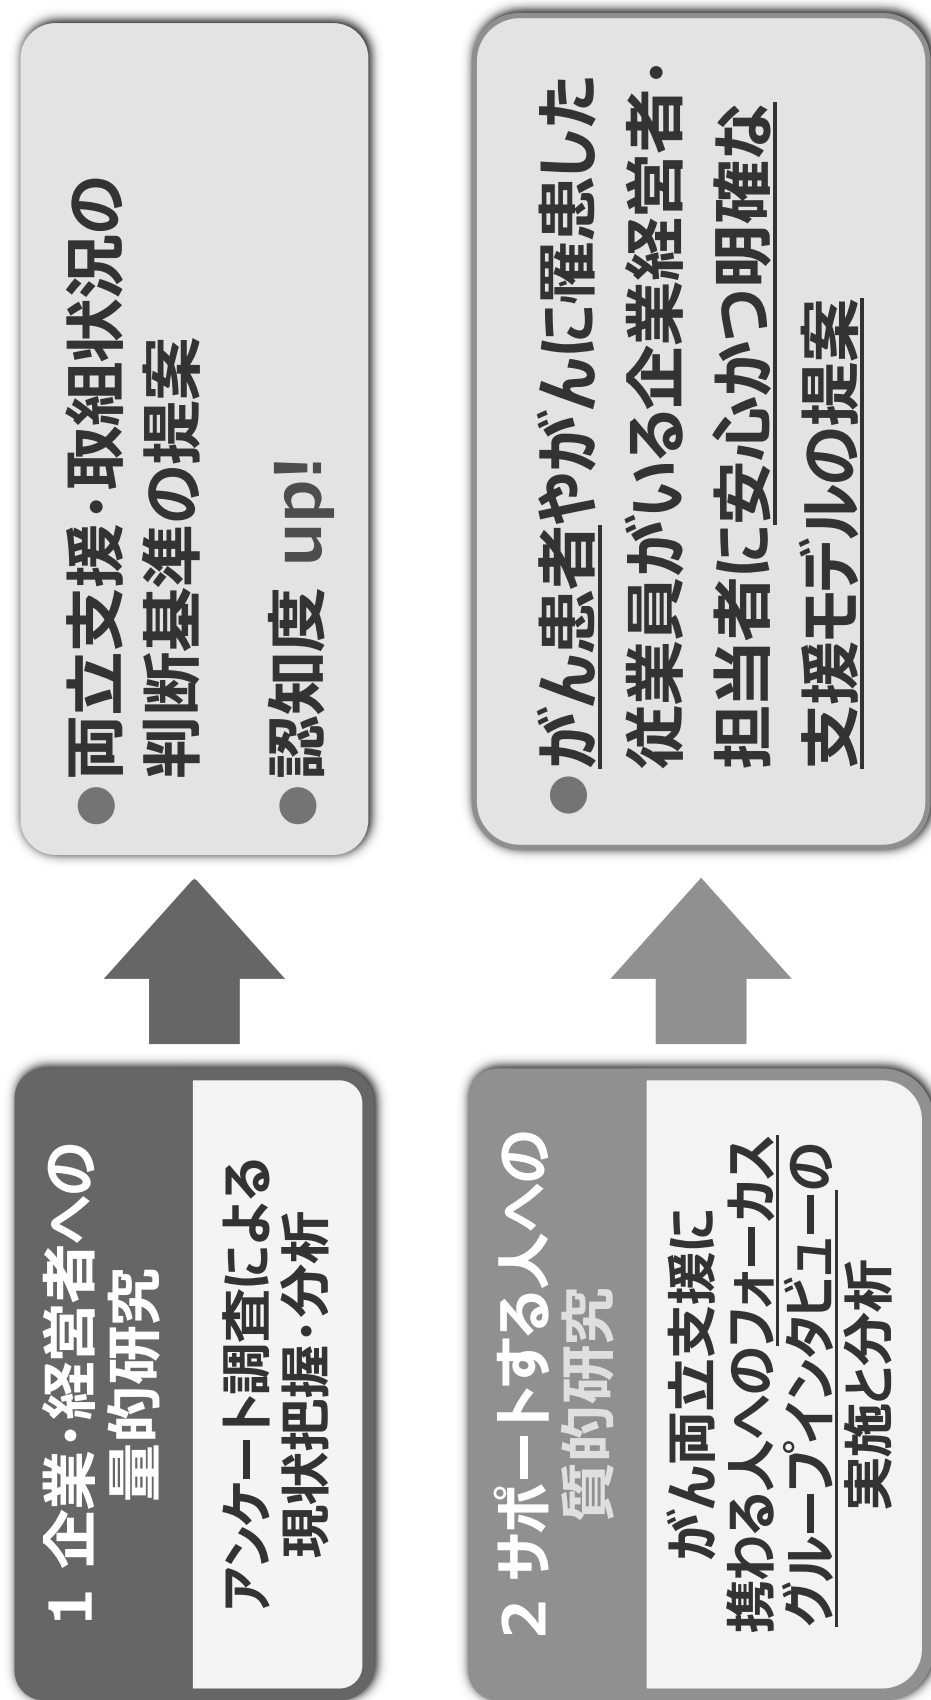 1 企業・経営者への
量的研究
アンケート調査による
現状把握・分析
● 両立支援・取組状況の
判断基準の提案
● 認知度 up!
2 サポートする人への
質的研究
がん両立支援に
携わる人へのフォーカス
グループインタビューの
実施と分析
● がん患者やがんに罹患した
従業員がいる企業経営者・
担当者に安心かつ明確な
支援モデルの提案